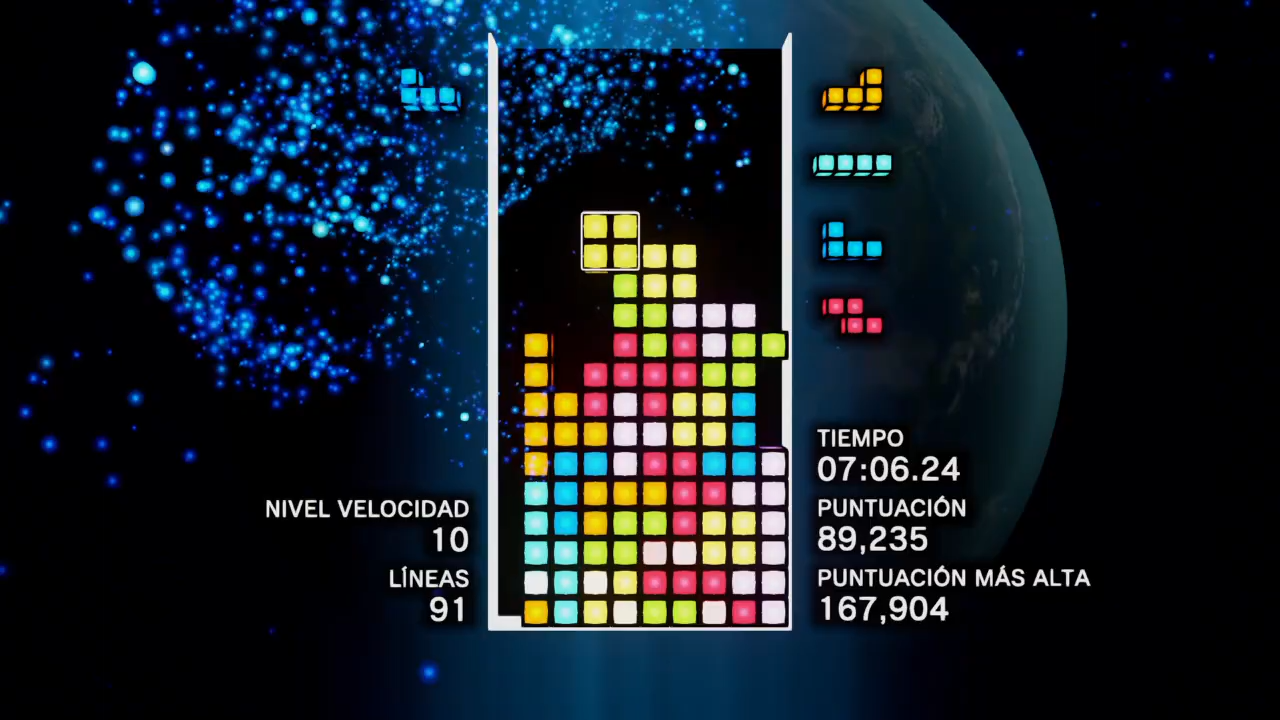 NIVEL VELOCIDAD
10
LÍNEAS
91
TIEMPO
07:06.24
PUNTUACIÓN
89,235
PUNTUACIÓN MÁS ALTA
167,904